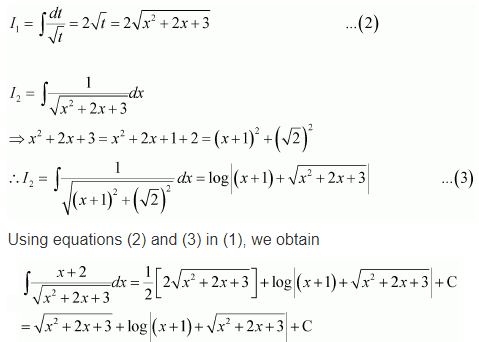 I₁ = ∫ dt/√t = 2√t = 2√(x² + 2x + 3) ...(2)
I₂ = ∫ 1/√(x² + 2x + 3) dx
⇒ x² + 2x + 3 = x² + 2x + 1 + 2 = (x + 1)² + (√2)²
∴ I₂ = ∫ 1/√((x + 1)² + (√2)²) dx = log|(x + 1) + √(x² + 2x + 3)| ...(3)
Using equations (2) and (3) in (1), we obtain
∫ (x + 2)/√(x² + 2x + 3) dx = 1/2 [2√(x² + 2x + 3)] + log|(x + 1) + √(x² + 2x + 3)| + C
= √(x² + 2x + 3) + log|(x + 1) + √(x² + 2x + 3)| + C